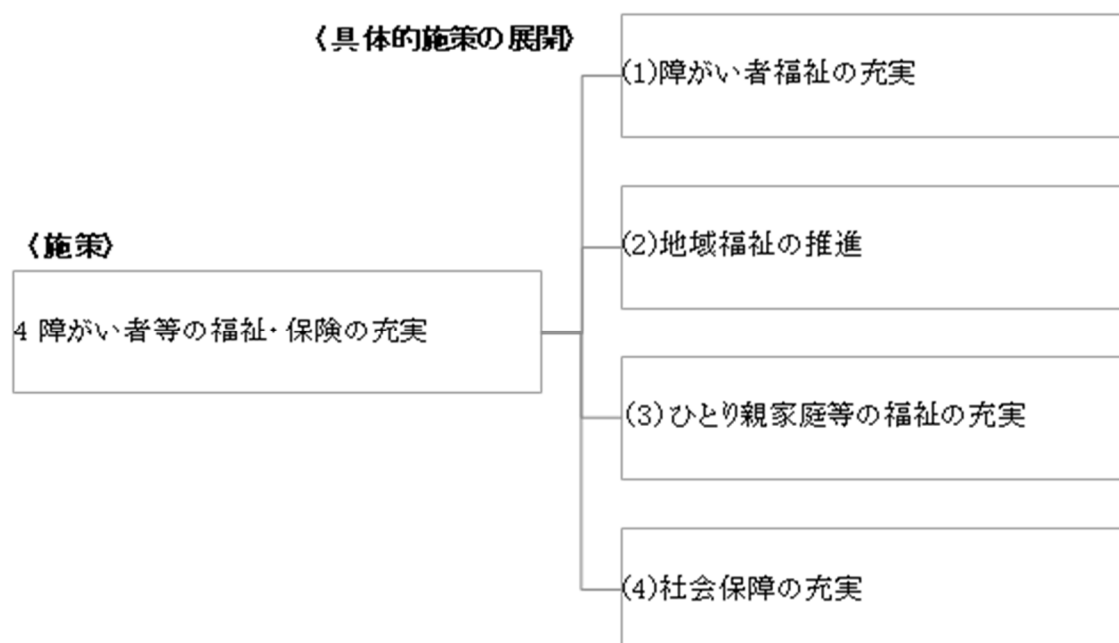 〈具体的施策の展開〉
(1)障がい者福祉の充実
(2)地域福祉の推進
〈施策〉
4 障がい者等の福祉・保険の充実
(3)ひとり親家庭等の福祉の充実
(4)社会保障の充実